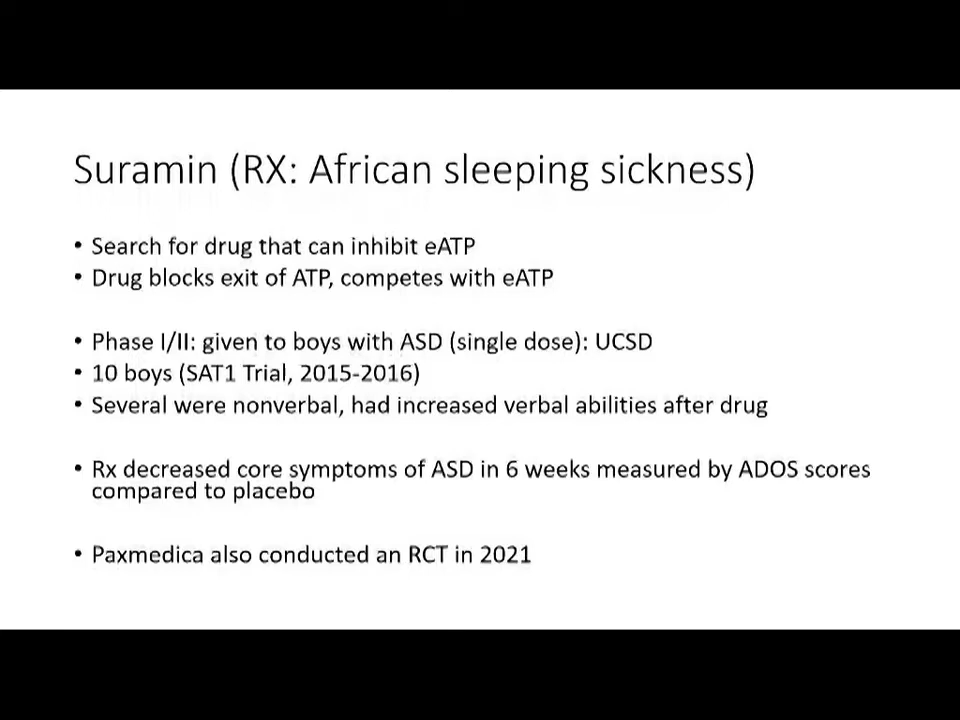 Suramin (RX: African sleeping sickness)
• Search for drug that can inhibit eATP
• Drug blocks exit of ATP, competes with eATP
• Phase I/II: given to boys with ASD (single dose): UCSD
• 10 boys (SAT1 Trial, 2015-2016)
• Several were nonverbal, had increased verbal abilities after drug
• Rx decreased core symptoms of ASD in 6 weeks measured by ADOS scores
compared to placebo
• Paxmedica also conducted an RCT in 2021